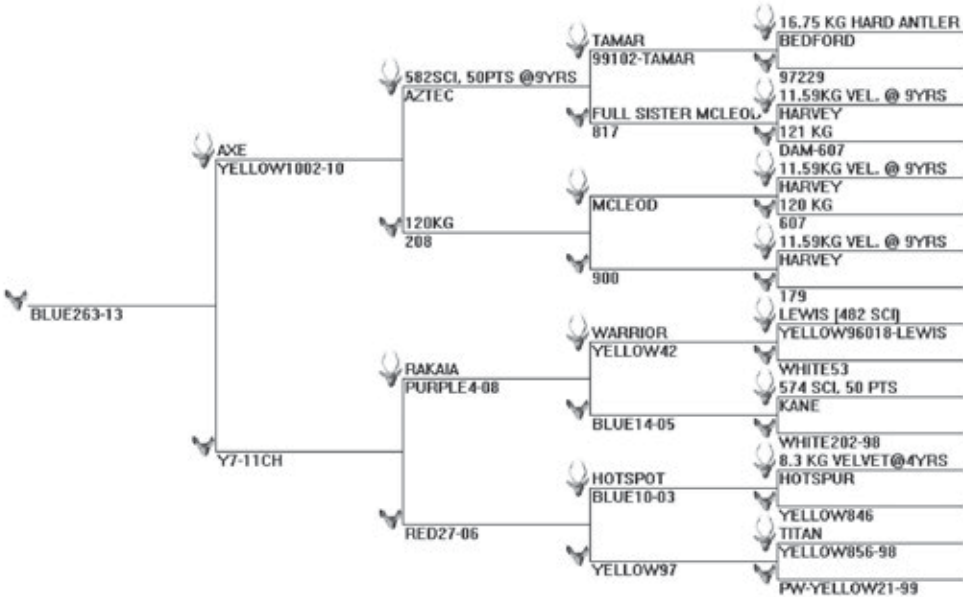 16.75 KG HARD ANTLER
TAMAR
BEDFORD
99102-TAMAR
582SCI, 50PTS @9YRS
97229
AZTEC
11.59KG VEL. @ 9YRS
FULL SISTER MCLEOD
HARVEY
817
121 KG
AXE
DAM-607
YELLOW1002-10
11.59KG VEL. @ 9YRS
HARVEY
MCLEOD
120 KG
120KG
607
208
11.59KG VEL. @ 9YRS
HARVEY
900
179
BLUE263-13
LEWIS [482 SCI]
WARRIOR
YELLOW96018-LEWIS
YELLOW42
RAKAIA
WHITE53
PURPLE4-08
574 SCI, 50 PTS
KANE
BLUE14-05
WHITE202-98
Y7-11CH
8.3 KG VELVET@4YRS
HOTSPOT
HOTSPUR
BLUE10-03
YELLOW846
RED27-06
TITAN
YELLOW856-98
YELLOW97
PW-YELLOW21-99